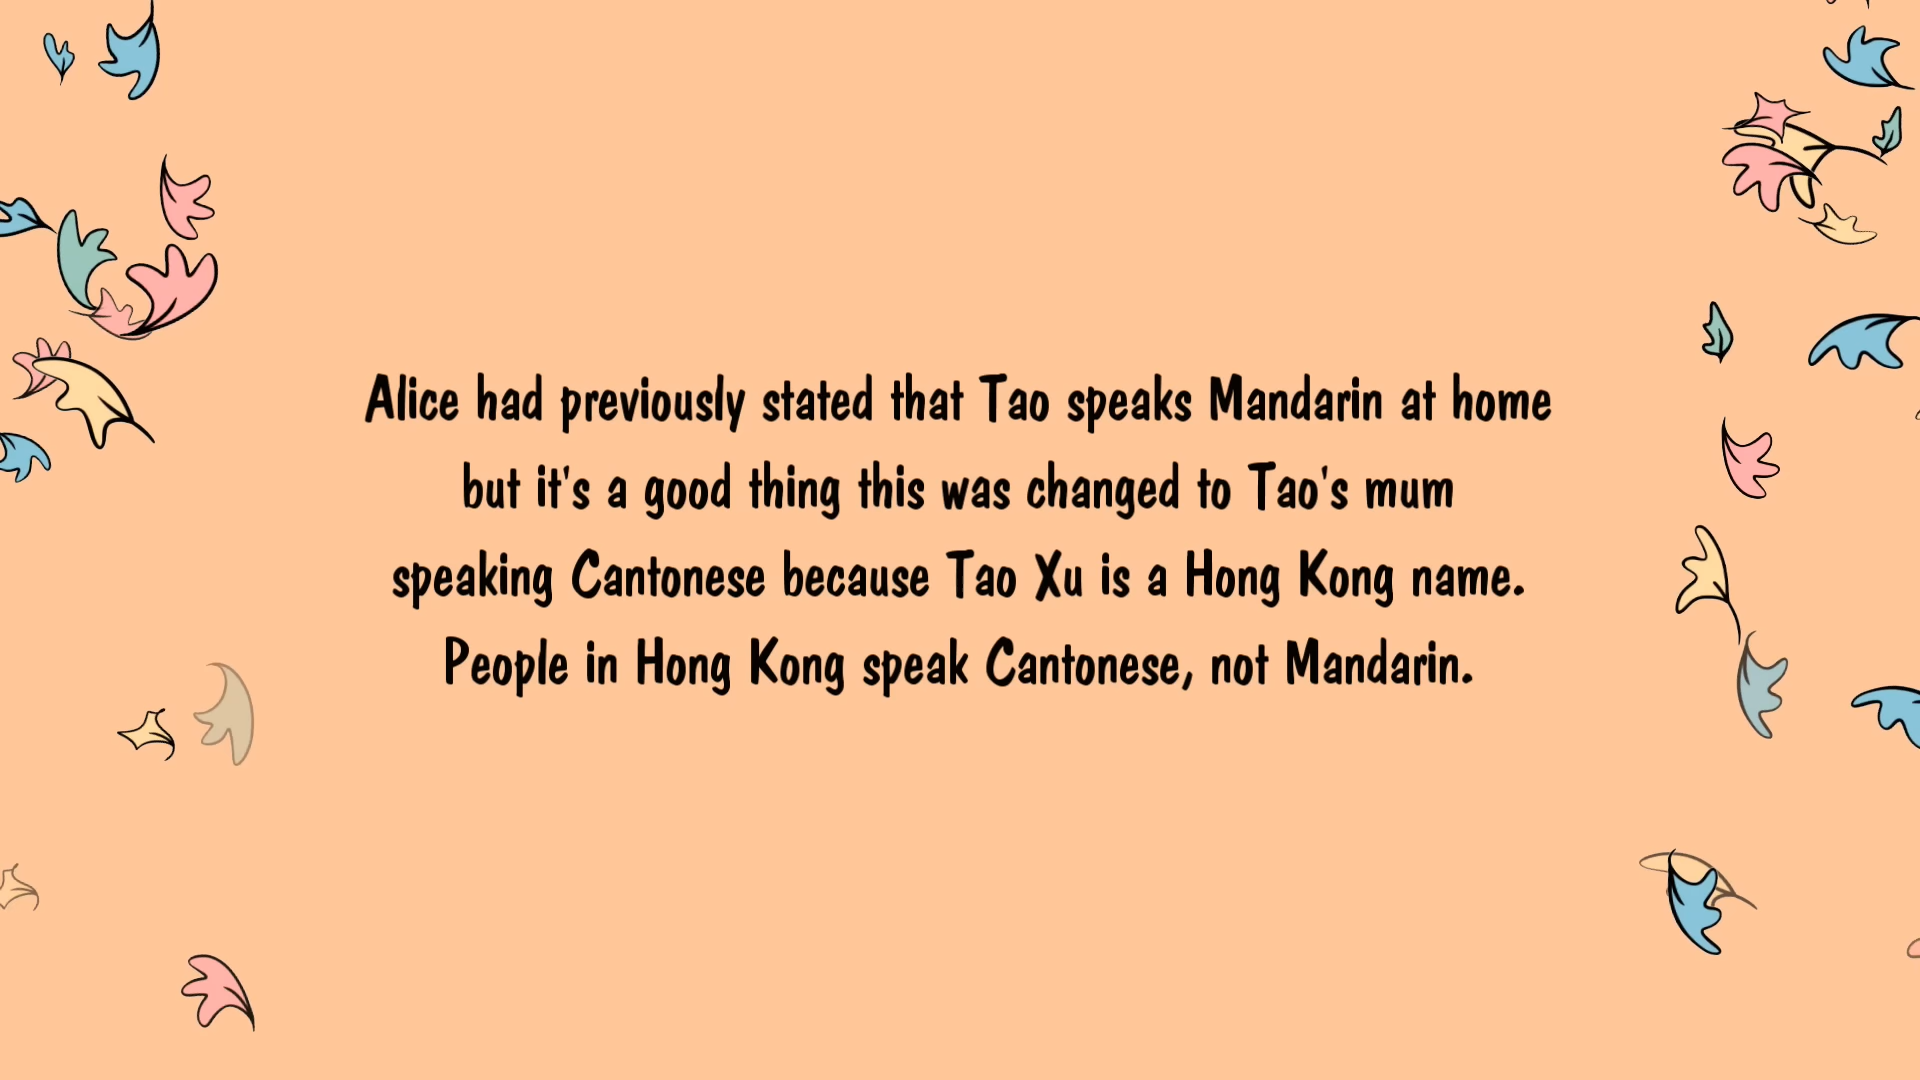 Alice had previously stated that Tao speaks Mandarin at home
but it's a good thing this was changed to Tao's mum
speaking Cantonese because Tao Xu is a Hong Kong name.
People in Hong Kong speak Cantonese, not Mandarin.